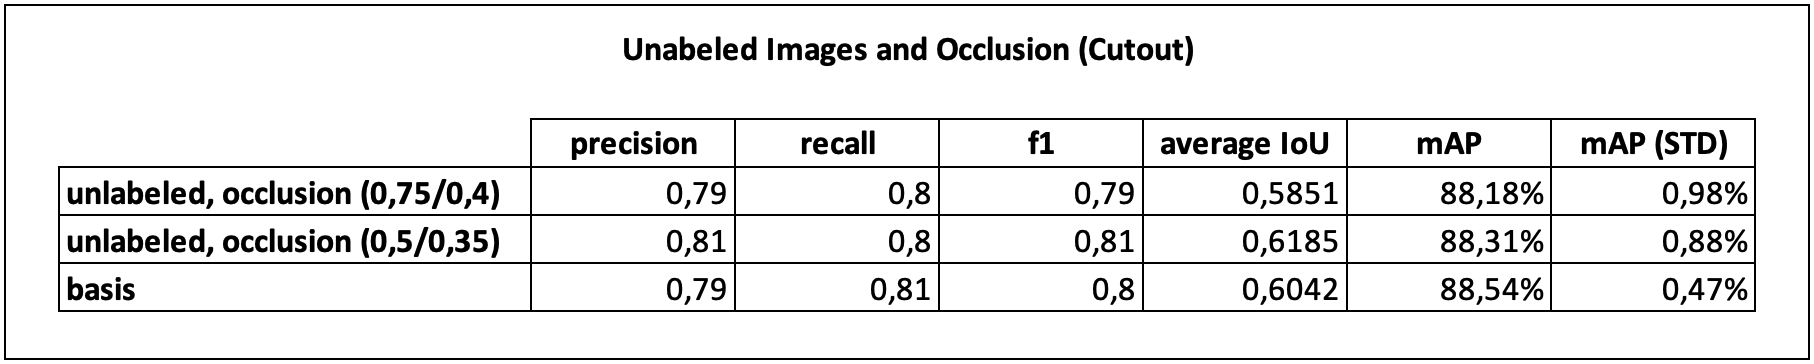 Unabeled Images and Occlusion (Cutout)
precision recall f1 average IoU mAP mAP (STD)
unlabeled, occlusion (0,75/0,4) 0,79 0,8 0,79 0,5851 88,18% 0,98%
unlabeled, occlusion (0,5/0,35) 0,81 0,8 0,81 0,6185 88,31% 0,88%
basis 0,79 0,81 0,8 0,6042 88,54% 0,47%